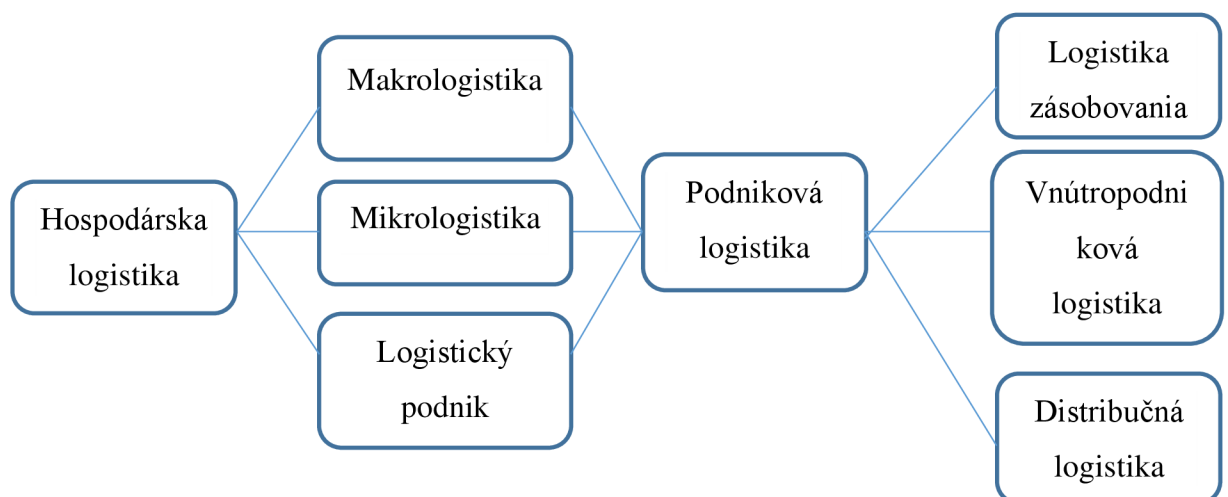 Hospodárska
logistika
Makrologistika
Mikrologistika
Logistický
podnik
Podniková
logistika
Logistika
zásobovania
Vnútropodni
ková
logistika
Distribučná
logistika